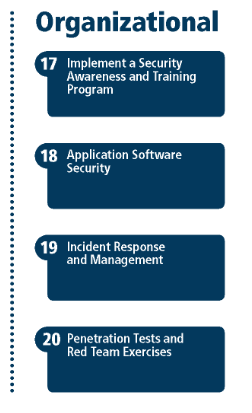 Organizational
17 Implement a Security
Awareness and Training
Program
18 Application Software
Security
19 Incident Response
and Management
20 Penetration Tests and
Red Team Exercises